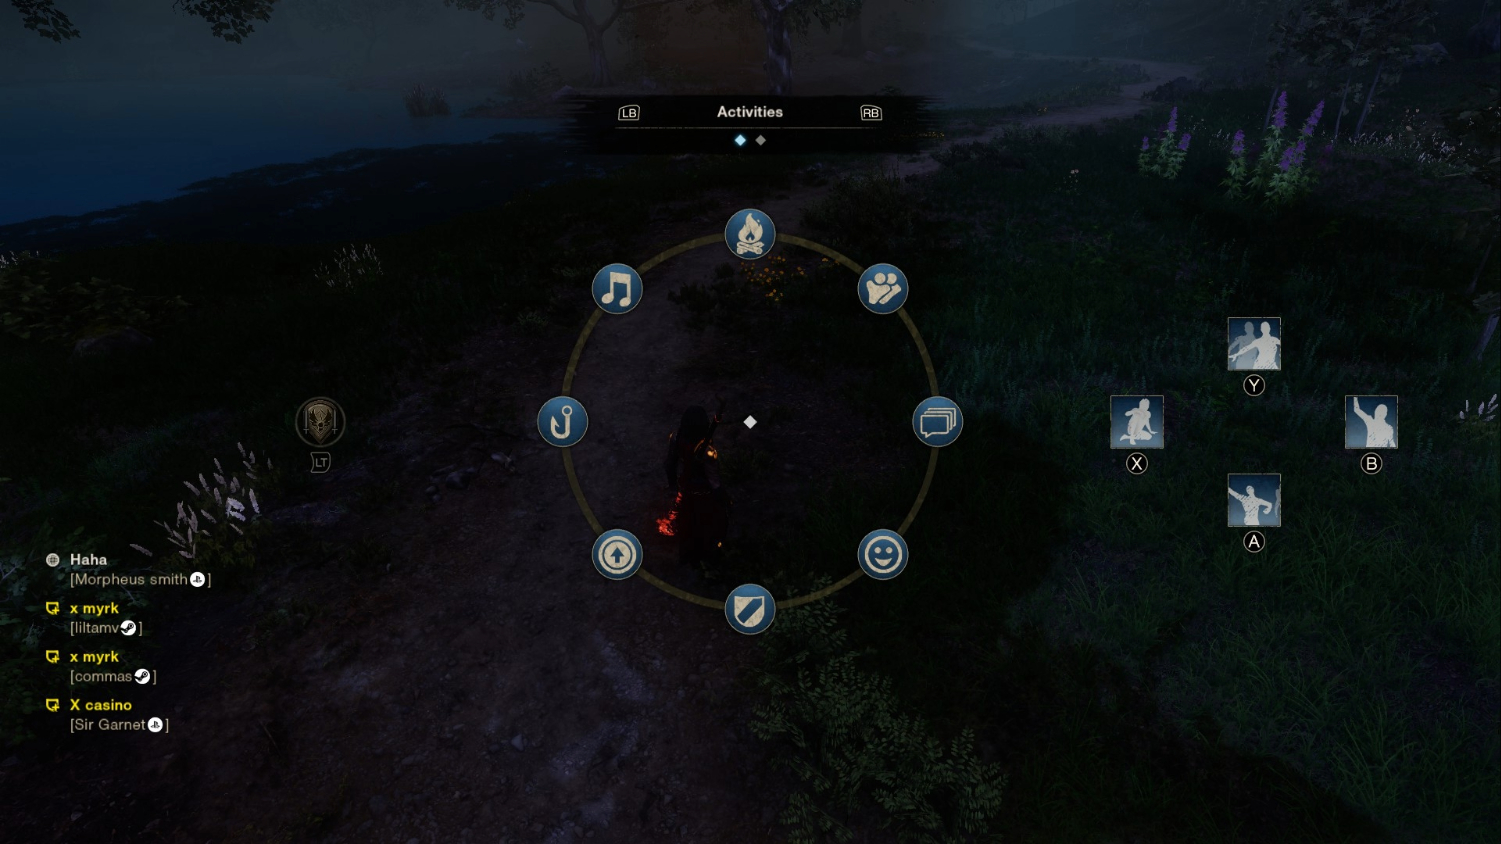 LB Activities RB
Y
X B
LT
A
Haha
[Morpheus smith]
x myrk
[liltamv]
x myrk
[commas]
X casino
[Sir Garnet]